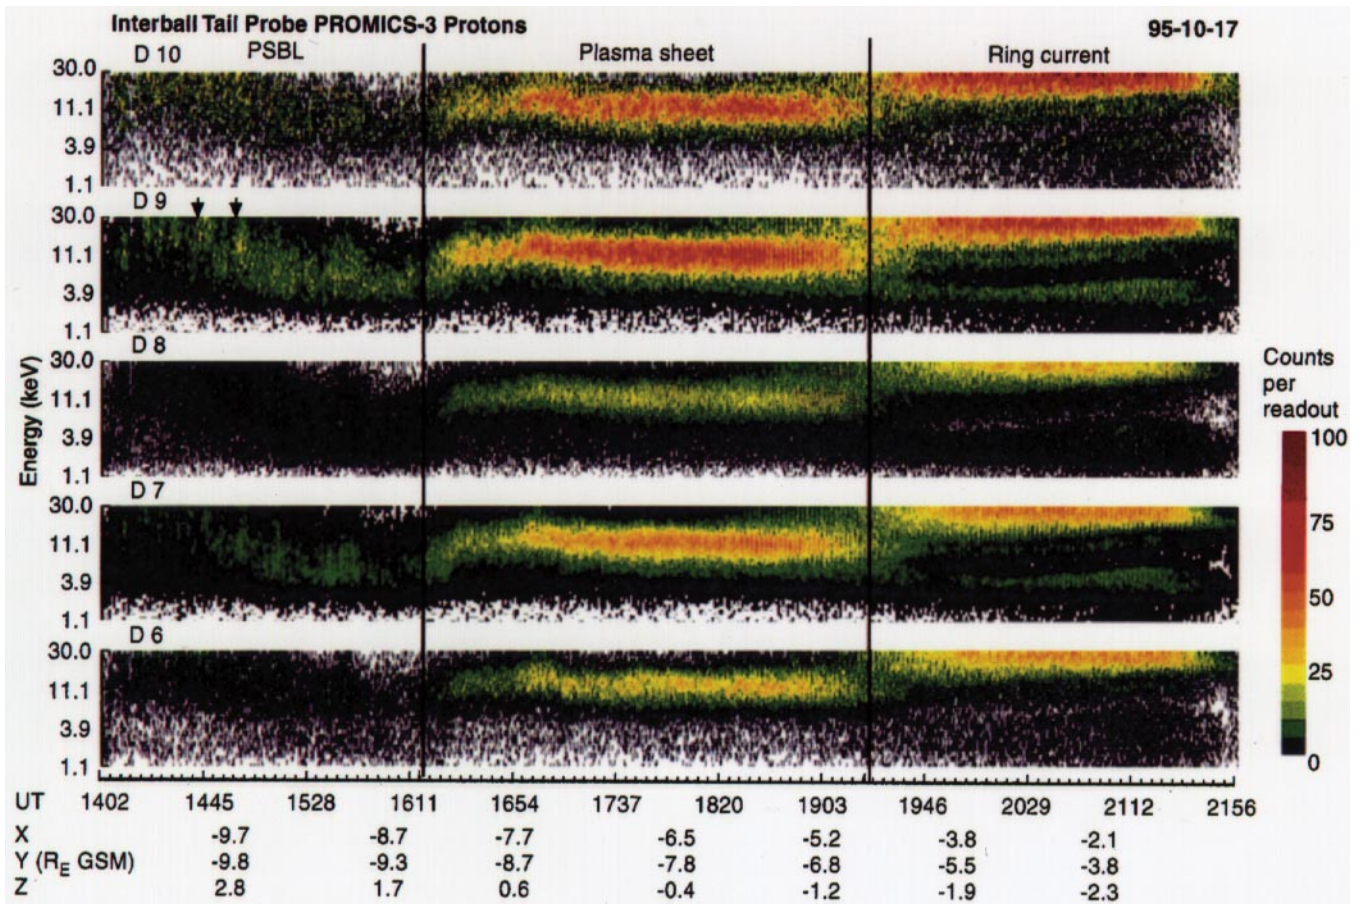 Interball Tail Probe PROMICS-3 Protons 95-10-17
D 10 PSBL Plasma sheet Ring current
30.0
11.1
3.9
1.1
D 9
30.0
11.1
3.9
1.1
D 8
30.0
11.1
3.9
1.1
D 7
30.0
11.1
3.9
1.1
D 6
30.0
11.1
3.9
1.1
Energy (keV)
Counts
per
readout
100
75
50
25
0
UT 1402 1445 1528 1611 1654 1737 1820 1903 1946 2029 2112 2156
X -9.7 -8.7 -7.7 -6.5 -5.2 -3.8 -2.1
Y (RE GSM) -9.8 -9.3 -8.7 -7.8 -6.8 -5.5 -3.8
Z 2.8 1.7 0.6 -0.4 -1.2 -1.9 -2.3